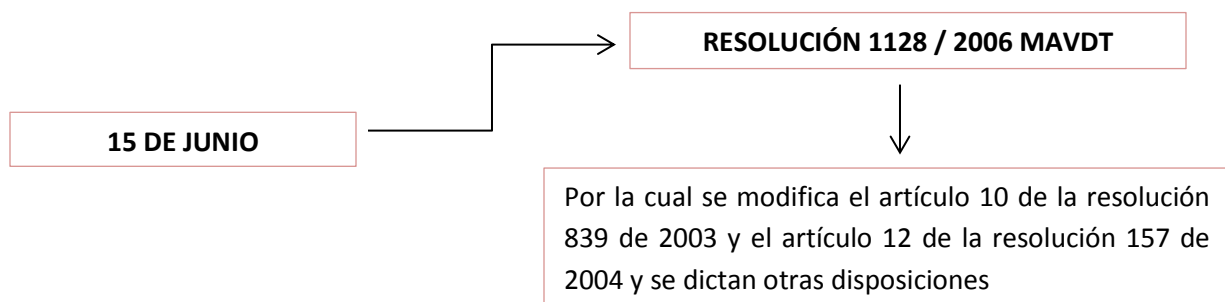 15 DE JUNIO
RESOLUCIÓN 1128 / 2006 MAVDT
Por la cual se modifica el artículo 10 de la resolución
839 de 2003 y el artículo 12 de la resolución 157 de
2004 y se dictan otras disposiciones